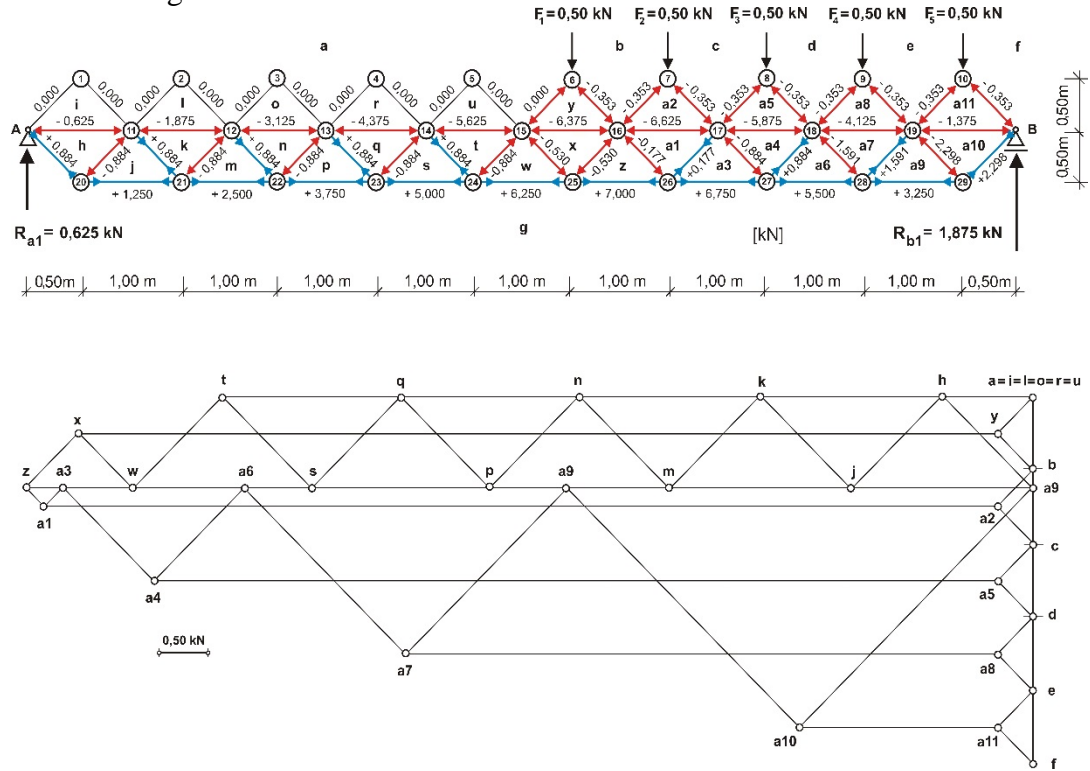 F1=0,50 kN F2=0,50 kN F3=0,50 kN F4=0,50 kN F5=0,50 kN
a b c d e f
1 2 3 4 5 6 7 8 9 10
0,000 0,000 0,000 0,000 0,000 0,000 0,000 0,000 0,000 0,000 0,000 - 0,353 - 0,353 - 0,353 - 0,353 - 0,353 - 0,353 - 0,353 - 0,353 - 0,353
i l o r u y a2 a5 a8 a11
A - 0,625 11 - 1,875 12 - 3,125 13 - 4,375 14 - 5,625 15 - 6,375 16 - 6,625 17 - 5,875 18 - 4,125 19 - 1,375 B
h k n q t x a1 a4 a7 a10
+0,884 - 0,884 +0,884 - 0,884 +0,884 - 0,884 +0,884 - 0,884 +0,884 - 0,884 - 0,530 - 0,530 - 0,177 +0,177 - 0,884 +0,884 - 1,591 +1,591 - 2,298 +2,298
j m p s w z a3 a6 a9
20 21 22 23 24 25 26 27 28 29
+ 1,250 + 2,500 + 3,750 + 5,000 + 6,250 + 7,000 + 6,750 + 5,500 + 3,250
0,50m
0,50m
g
Ra1= 0,625 kN [kN] Rb1= 1,875 kN
0,50m 1,00 m 1,00 m 1,00 m 1,00 m 1,00 m 1,00 m 1,00 m 1,00 m 1,00 m 0,50m
t q n k h a=i=l=o=r=u
x y
b
z a3 w a6 s p a9 m j a9
a1 a2
c
a4 a5
d
0,50 kN
a7 a8
e
a10 a11
f